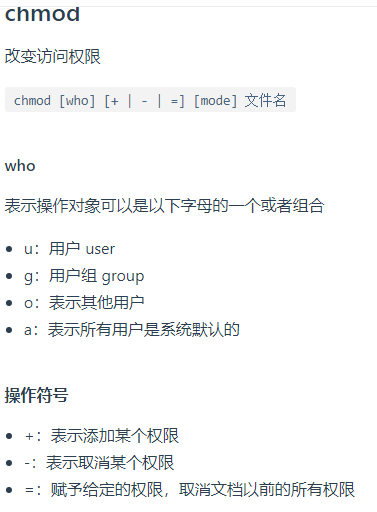 chmod
改变访问权限
chmod [who] [+ | - | =] [mode] 文件名
who
表示操作对象可以是以下字母的一个或者组合
u：用户 user
g：用户组 group
o：表示其他用户
a：表示所有用户是系统默认的
操作符号
+：表示添加某个权限
-：表示取消某个权限
=：赋予给定的权限，取消文档以前的所有权限